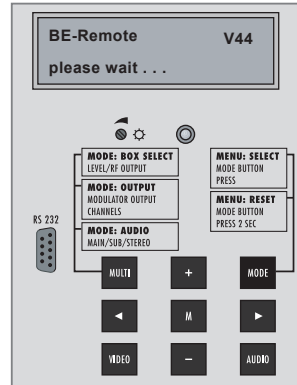 BE-Remote V44
please wait . . .
MODE: BOX SELECT
LEVEL/RF OUTPUT
MODE: OUTPUT
MODULATOR OUTPUT
CHANNELS
MODE: AUDIO
MAIN/SUB/STEREO
MENU: SELECT
MODE BUTTON
PRESS
MENU: RESET
MODE BUTTON
PRESS 2 SEC
RS 232
MULTI + MODE
M
VIDEO − AUDIO